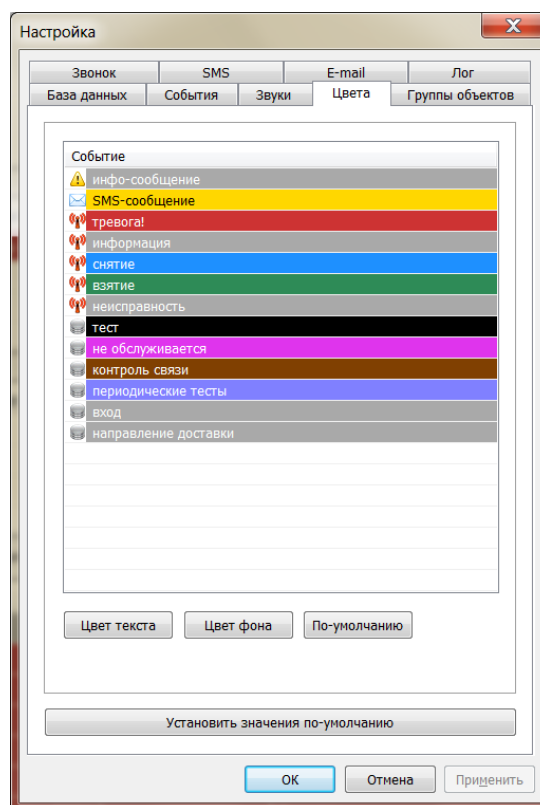 Настройка
Звонок SMS E-mail Лог
База данных События Звуки Цвета Группы объектов
Событие
инфо-сообщение
SMS-сообщение
тревога!
информация
снятие
взятие
неисправность
тест
не обслуживается
контроль связи
периодические тесты
вход
направление доставки
Цвет текста Цвет фона По-умолчанию
Установить значения по-умолчанию
OK Отмена Применить